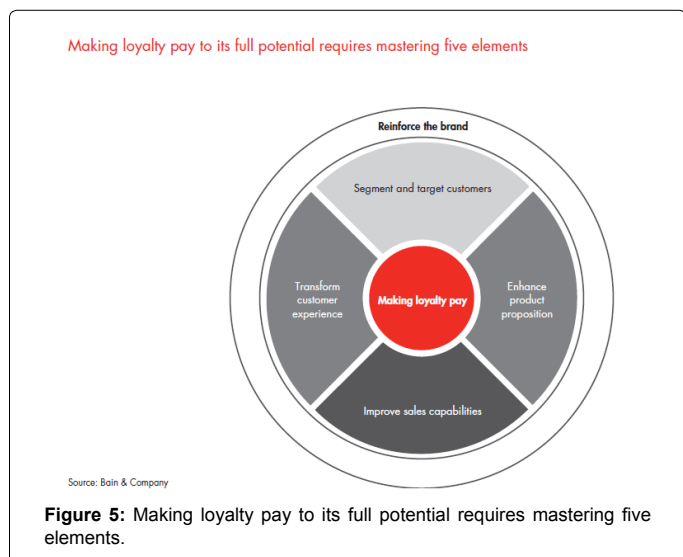 Making loyalty pay to its full potential requires mastering five elements
Reinforce the brand
Segment and target customers
Transform
customer
experience
Making loyalty pay
Enhance
product
proposition
Improve sales capabilities
Source: Bain & Company
Figure 5: Making loyalty pay to its full potential requires mastering five
elements.